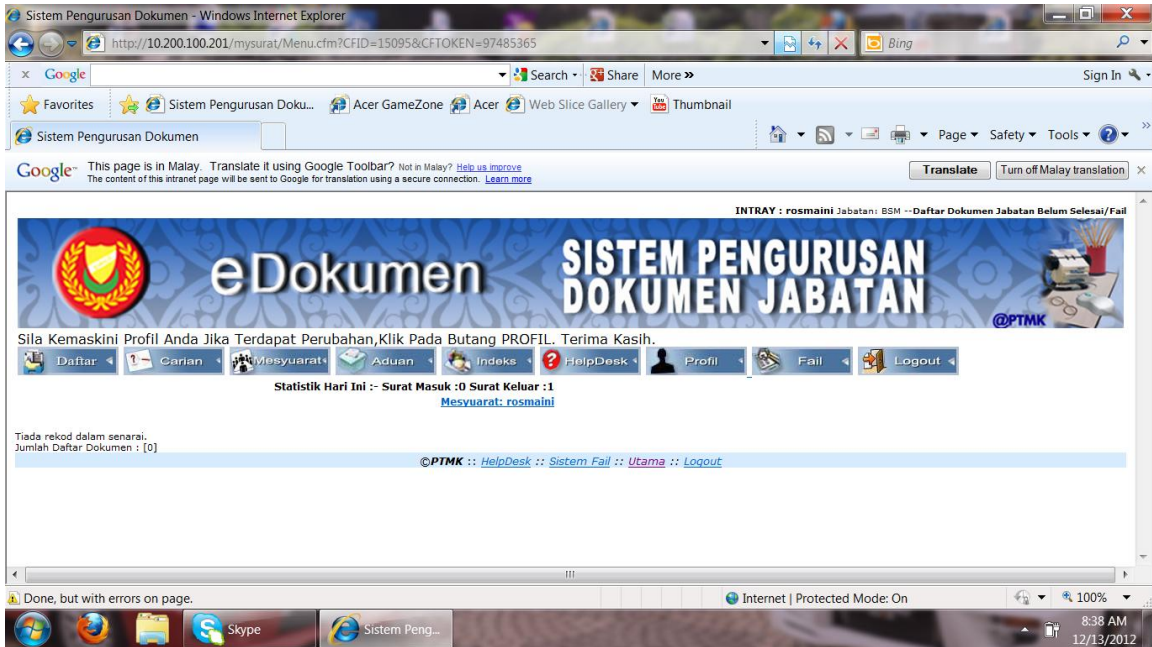 Sistem Pengurusan Dokumen - Windows Internet Explorer
http://10.200.100.201/mysurat/Menu.cfm?CFID=15095&CFTOKEN=97485365
Bing
x Google Search Share More » Sign In
Favorites Sistem Pengurusan Doku... Acer GameZone Acer Web Slice Gallery Thumbnail
Sistem Pengurusan Dokumen Page Safety Tools
Google This page is in Malay. Translate it using Google Toolbar? Not in Malay? Help us improve Translate Turn off Malay translation
The content of this intranet page will be sent to Google for translation using a secure connection. Learn more
INTRAY : rosmaini Jabatan: BSM --Daftar Dokumen Jabatan Belum Selesai/Fail
eDokumen
SISTEM PENGURUSAN
DOKUMEN JABATAN
@PTMK
Sila Kemaskini Profil Anda Jika Terdapat Perubahan,Klik Pada Butang PROFIL. Terima Kasih.
Daftar Carian Mesyuarat Aduan Indeks HelpDesk Profil Fail Logout
Statistik Hari Ini :- Surat Masuk :0 Surat Keluar :1
Mesyuarat: rosmaini
Tiada rekod dalam senarai.
Jumlah Daftar Dokumen : [0]
©PTMK :: HelpDesk :: Sistem Fail :: Utama :: Logout
Done, but with errors on page. Internet | Protected Mode: On 100%
Skype Sistem Peng...
8:38 AM
12/13/2012